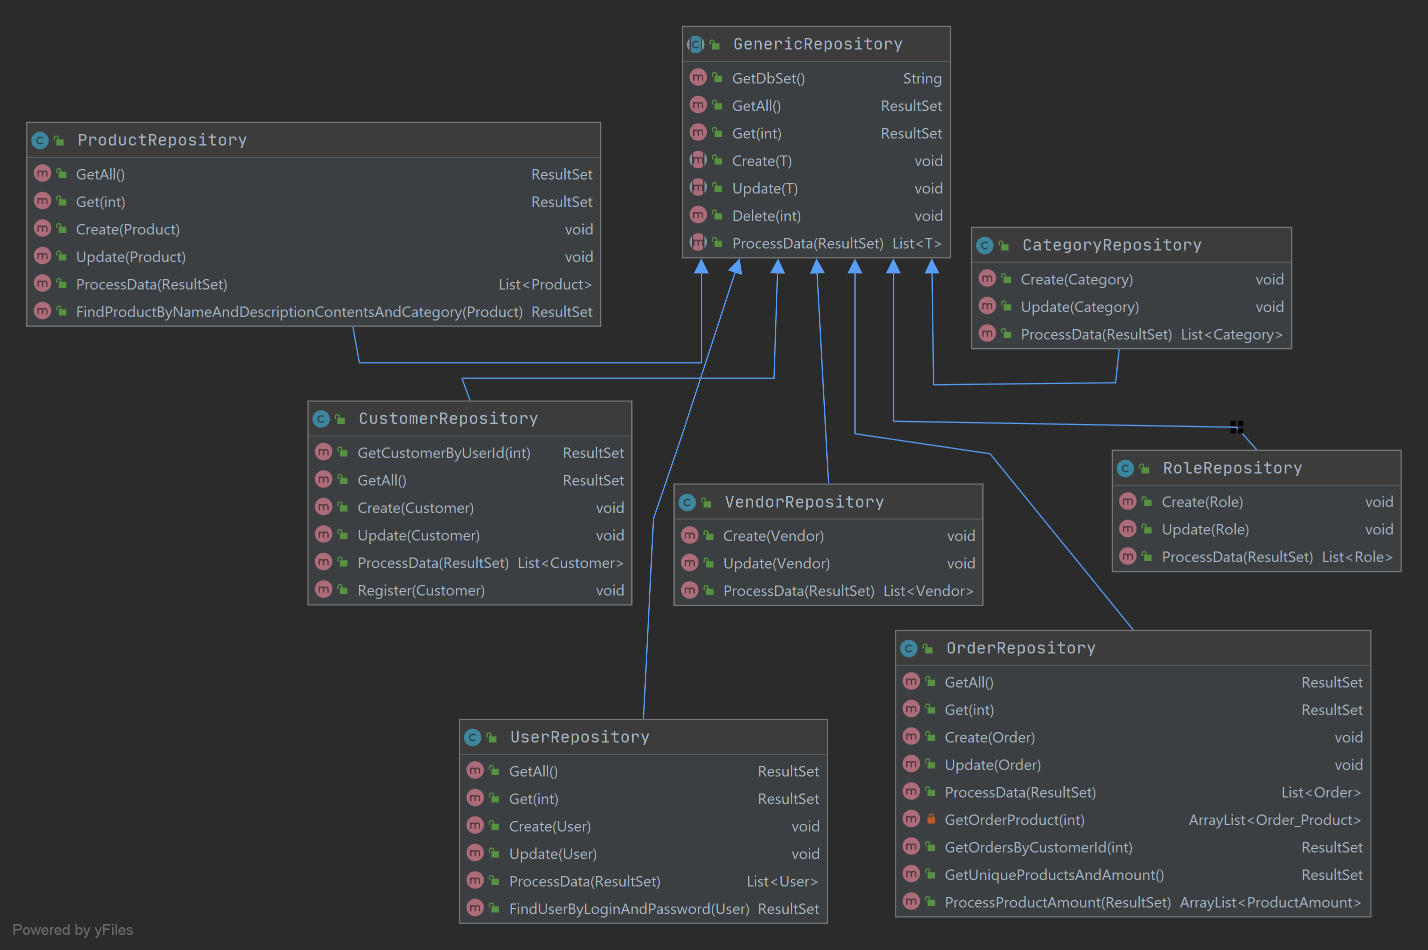 GenericRepository
GetDbSet() String
GetAll() ResultSet
Get(int) ResultSet
Create(T) void
Update(T) void
Delete(int) void
ProcessData(ResultSet) List<T>
ProductRepository
GetAll() ResultSet
Get(int) ResultSet
Create(Product) void
Update(Product) void
ProcessData(ResultSet) List<Product>
FindProductByNameAndDescriptionContentsAndCategory(Product) ResultSet
CategoryRepository
Create(Category) void
Update(Category) void
ProcessData(ResultSet) List<Category>
CustomerRepository
GetCustomerByUserId(int) ResultSet
GetAll() ResultSet
Create(Customer) void
Update(Customer) void
ProcessData(ResultSet) List<Customer>
Register(Customer) void
VendorRepository
Create(Vendor) void
Update(Vendor) void
ProcessData(ResultSet) List<Vendor>
RoleRepository
Create(Role) void
Update(Role) void
ProcessData(ResultSet) List<Role>
UserRepository
GetAll() ResultSet
Get(int) ResultSet
Create(User) void
Update(User) void
ProcessData(ResultSet) List<User>
FindUserByLoginAndPassword(User) ResultSet
OrderRepository
GetAll() ResultSet
Get(int) ResultSet
Create(Order) void
Update(Order) void
ProcessData(ResultSet) List<Order>
GetOrderProduct(int) ArrayList<Order_Product>
GetOrdersByCustomerId(int) ResultSet
GetUniqueProductsAndAmount() ResultSet
ProcessProductAmount(ResultSet) ArrayList<ProductAmount>
Powered by yFiles